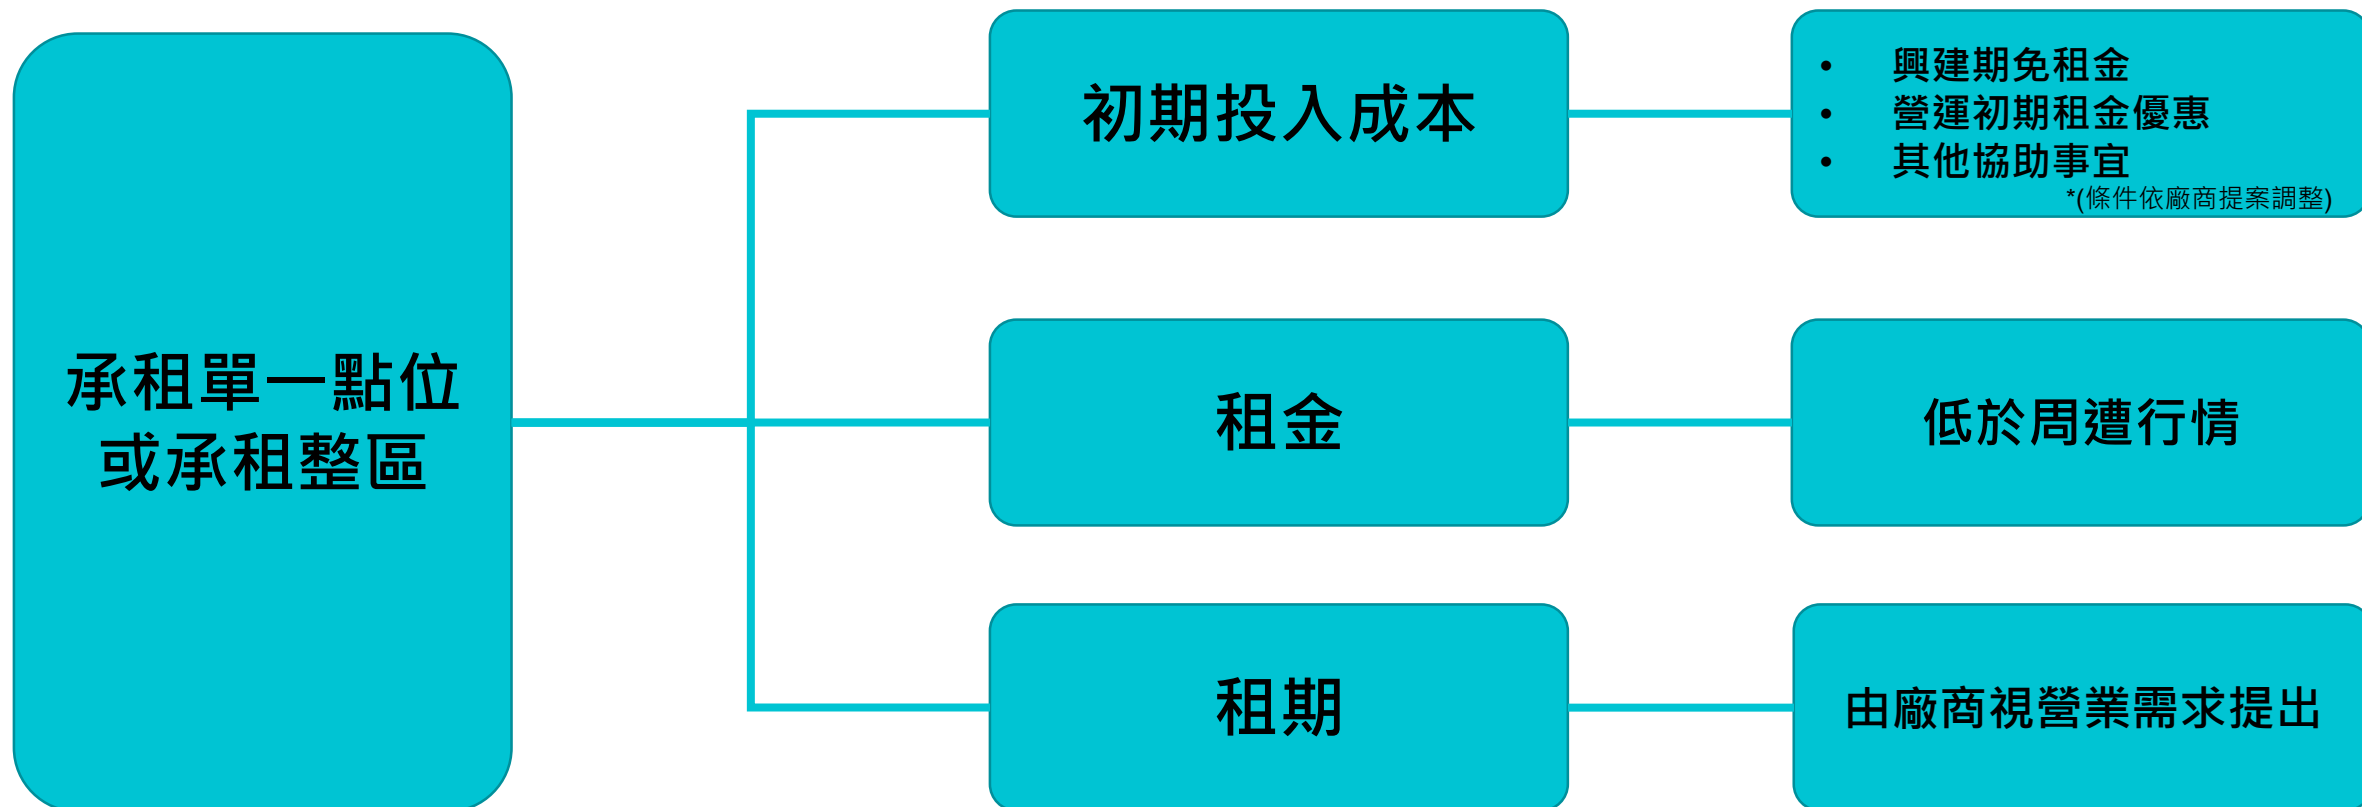 承租單一點位
或承租整區
初期投入成本
• 興建期免租金
• 營運初期租金優惠
• 其他協助事宜
*(條件依廠商提案調整)
租金
低於周遭行情
租期
由廠商視營業需求提出